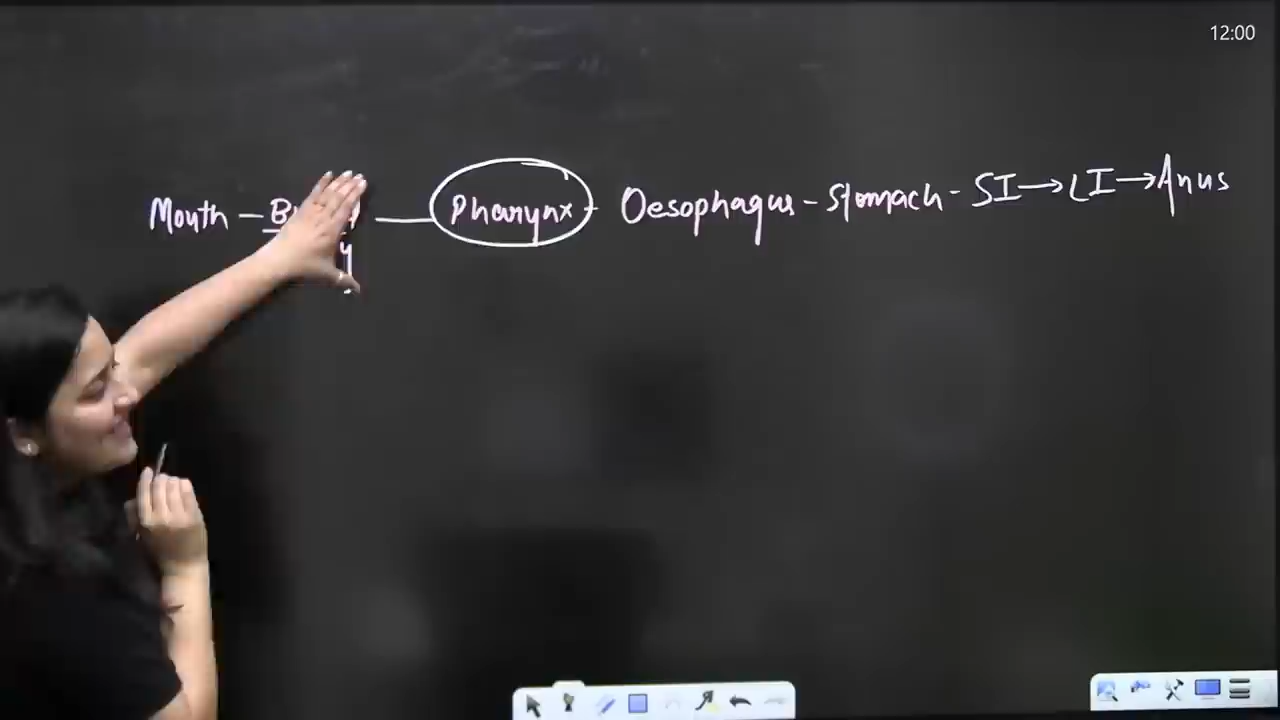 12:00
Mouth — — Pharynx - Oesophagus - Stomach - SI → LI → Anus